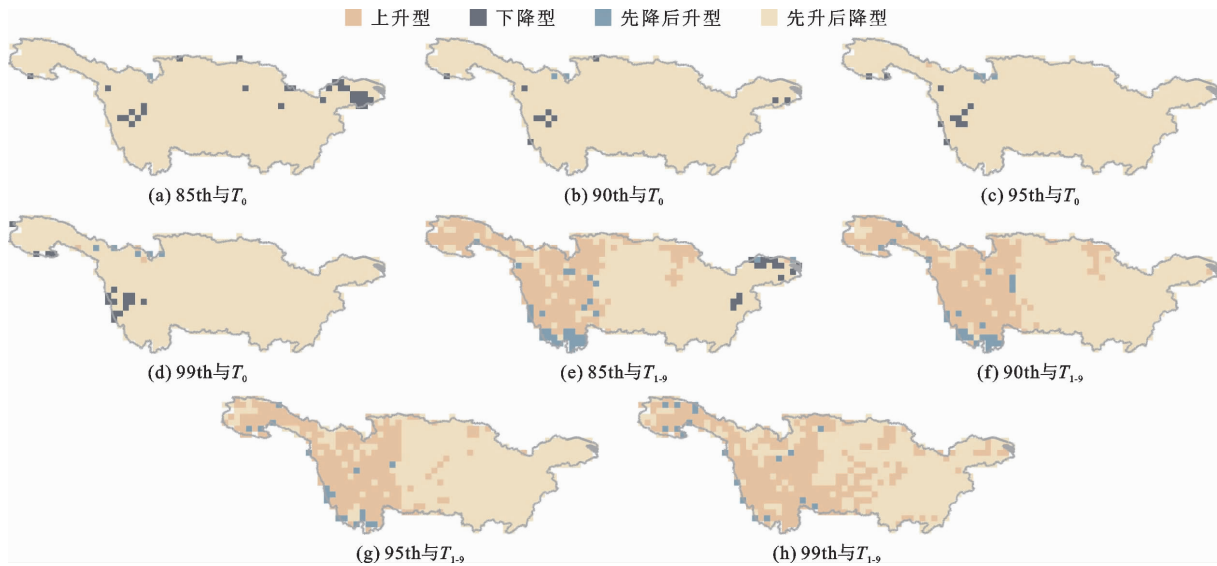 上升型 下降型 先降后升型 先升后降型
(a) 85th与T₀ (b) 90th与T₀ (c) 95th与T₀
(d) 99th与T₀ (e) 85th与T₁₋₉ (f) 90th与T₁₋₉
(g) 95th与T₁₋₉ (h) 99th与T₁₋₉